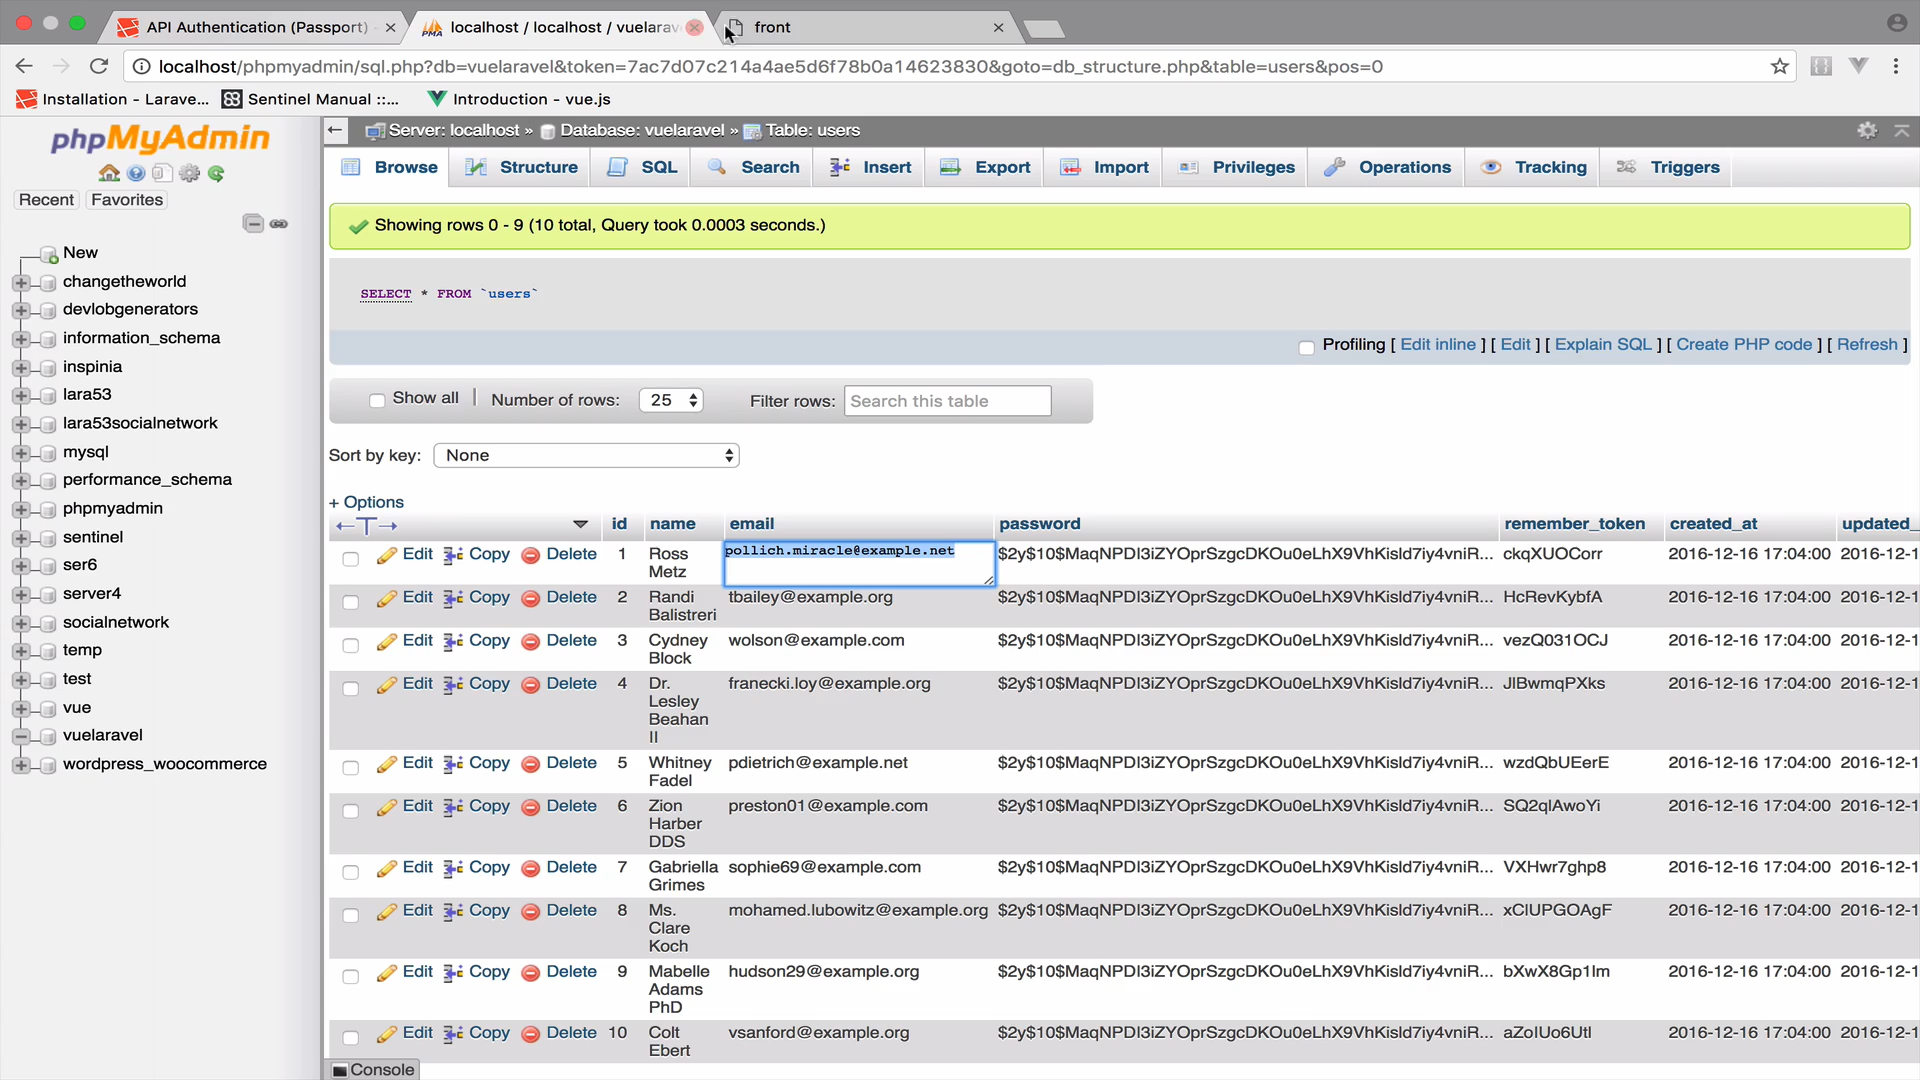 API Authentication (Passport)
localhost / localhost / vuelarav
front
localhost/phpmyadmin/sql.php?db=vuelaravel&token=7ac7d07c214a4ae5d6f78b0a14623830&goto=db_structure.php&table=users&pos=0
Installation - Larave... Sentinel Manual ::... Introduction - vue.js
phpMyAdmin
Recent Favorites
New
changetheworld
devlobgenerators
information_schema
inspinia
lara53
lara53socialnetwork
mysql
performance_schema
phpmyadmin
sentinel
ser6
server4
socialnetwork
temp
test
vue
vuelaravel
wordpress_woocommerce
Server: localhost » Database: vuelaravel » Table: users
Browse Structure SQL Search Insert Export Import Privileges Operations Tracking Triggers
Showing rows 0 - 9 (10 total, Query took 0.0003 seconds.)
SELECT * FROM `users`
Profiling [ Edit inline ] [ Edit ] [ Explain SQL ] [ Create PHP code ] [ Refresh ]
Show all | Number of rows: 25 Filter rows: Search this table
Sort by key: None
+ Options
id name email password remember_token created_at updated_
Edit Copy Delete 1 Ross Metz pollich.miracle@example.net $2y$10$MaqNPDI3iZYOprSzgcDKOu0eLhX9VhKisld7iy4vniR... ckqXUOCorr 2016-12-16 17:04:00 2016-12-1
Edit Copy Delete 2 Randi Balistreri tbailey@example.org $2y$10$MaqNPDI3iZYOprSzgcDKOu0eLhX9VhKisld7iy4vniR... HcRevKybfA 2016-12-16 17:04:00 2016-12-1
Edit Copy Delete 3 Cydney Block wolson@example.com $2y$10$MaqNPDI3iZYOprSzgcDKOu0eLhX9VhKisld7iy4vniR... vezQ031OCJ 2016-12-16 17:04:00 2016-12-1
Edit Copy Delete 4 Dr. Lesley Beahan II franecki.loy@example.org $2y$10$MaqNPDI3iZYOprSzgcDKOu0eLhX9VhKisld7iy4vniR... JlBwmqPXks 2016-12-16 17:04:00 2016-12-1
Edit Copy Delete 5 Whitney Fadel pdietrich@example.net $2y$10$MaqNPDI3iZYOprSzgcDKOu0eLhX9VhKisld7iy4vniR... wzdQbUEerE 2016-12-16 17:04:00 2016-12-1
Edit Copy Delete 6 Zion Harber DDS preston01@example.com $2y$10$MaqNPDI3iZYOprSzgcDKOu0eLhX9VhKisld7iy4vniR... SQ2qlAwoYi 2016-12-16 17:04:00 2016-12-1
Edit Copy Delete 7 Gabriella Grimes sophie69@example.com $2y$10$MaqNPDI3iZYOprSzgcDKOu0eLhX9VhKisld7iy4vniR... VXHwr7ghp8 2016-12-16 17:04:00 2016-12-1
Edit Copy Delete 8 Ms. Clare Koch mohamed.lubowitz@example.org $2y$10$MaqNPDI3iZYOprSzgcDKOu0eLhX9VhKisld7iy4vniR... xClUPGOAgF 2016-12-16 17:04:00 2016-12-1
Edit Copy Delete 9 Mabelle Adams PhD hudson29@example.org $2y$10$MaqNPDI3iZYOprSzgcDKOu0eLhX9VhKisld7iy4vniR... bXwX8Gp1lm 2016-12-16 17:04:00 2016-12-1
Edit Copy Delete 10 Colt Ebert vsanford@example.org $2y$10$MaqNPDI3iZYOprSzgcDKOu0eLhX9VhKisld7iy4vniR... aZolUo6Utl 2016-12-16 17:04:00 2016-12-1
Console